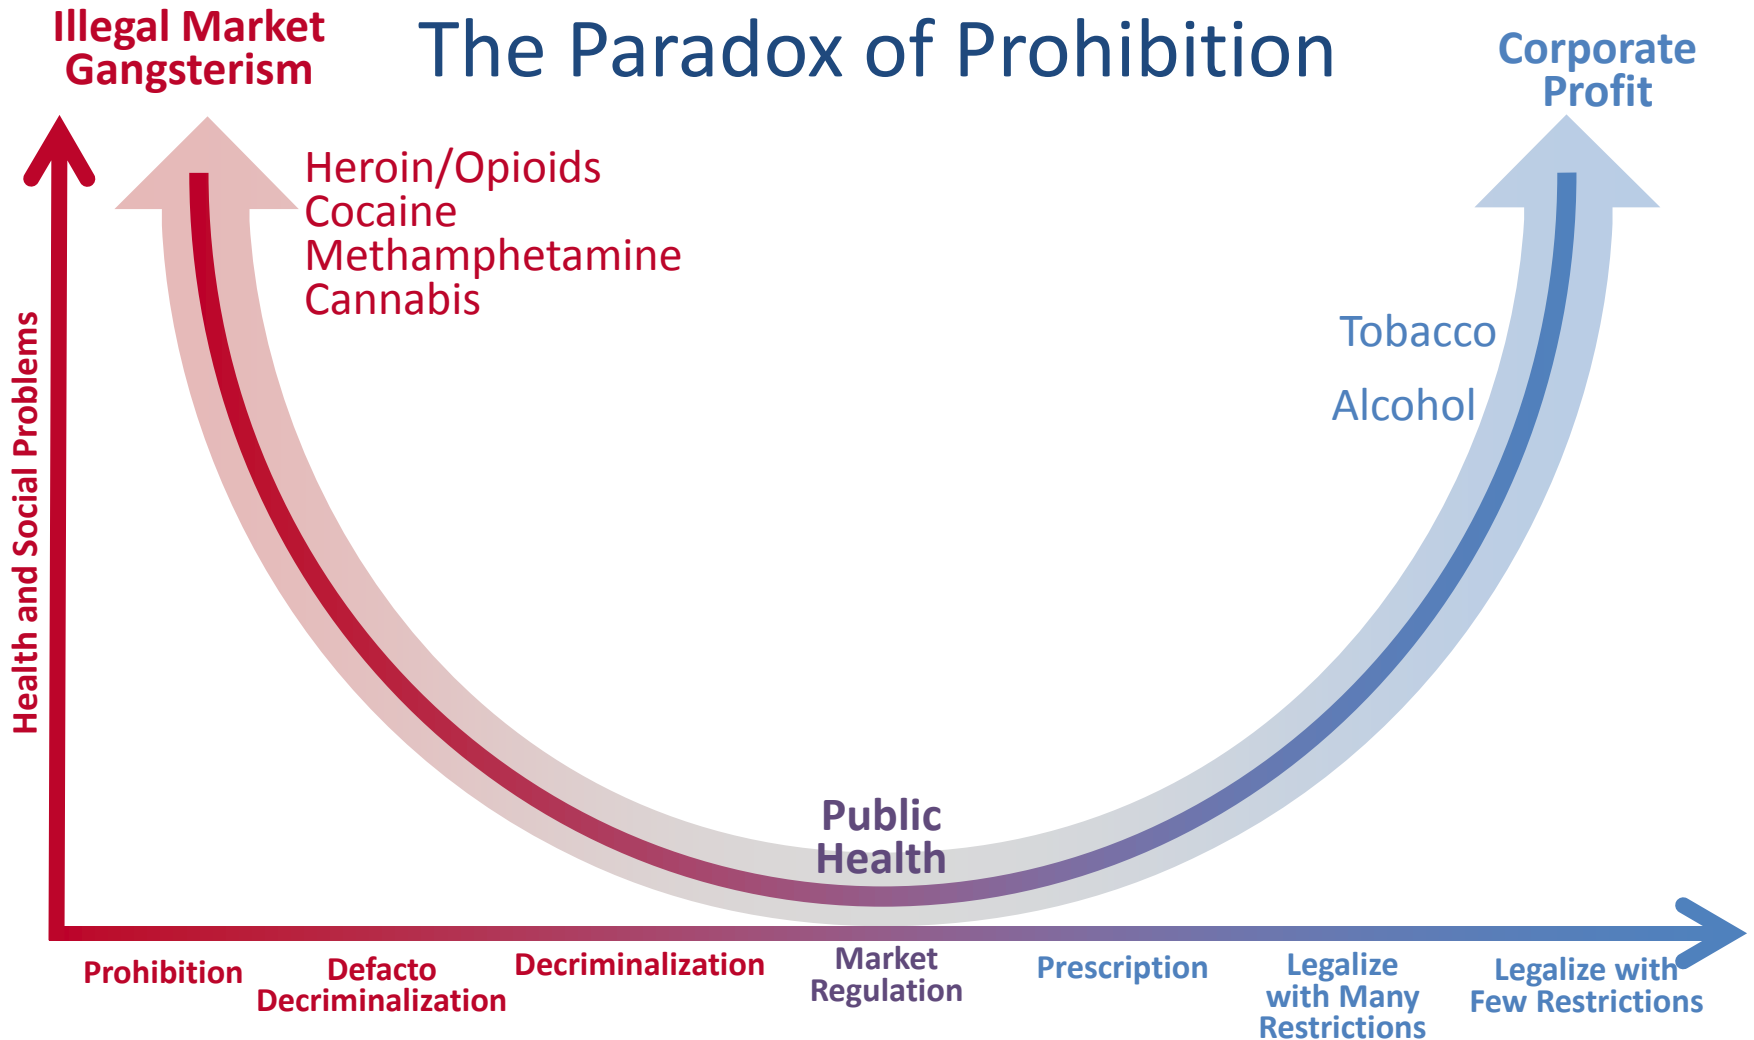 The Paradox of Prohibition
Illegal Market
Gangsterism
Corporate
Profit
Heroin/Opioids
Cocaine
Methamphetamine
Cannabis
Tobacco
Alcohol
Health and Social Problems
Public
Health
Prohibition
Defacto
Decriminalization
Decriminalization
Market
Regulation
Prescription
Legalize
with Many
Restrictions
Legalize with
Few Restrictions